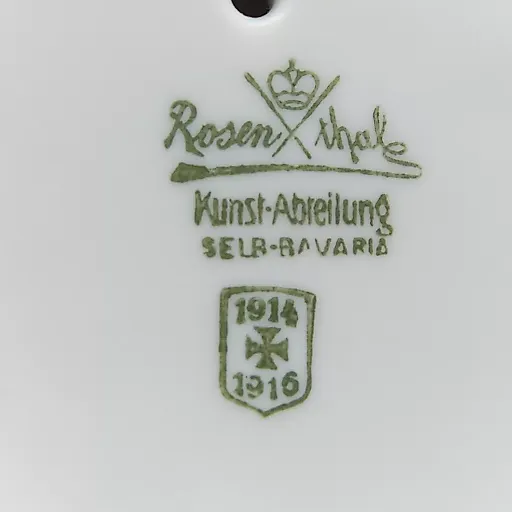 Rosenthal
Kunst-Abteilung
SELB-BAVARIA
1914
1916